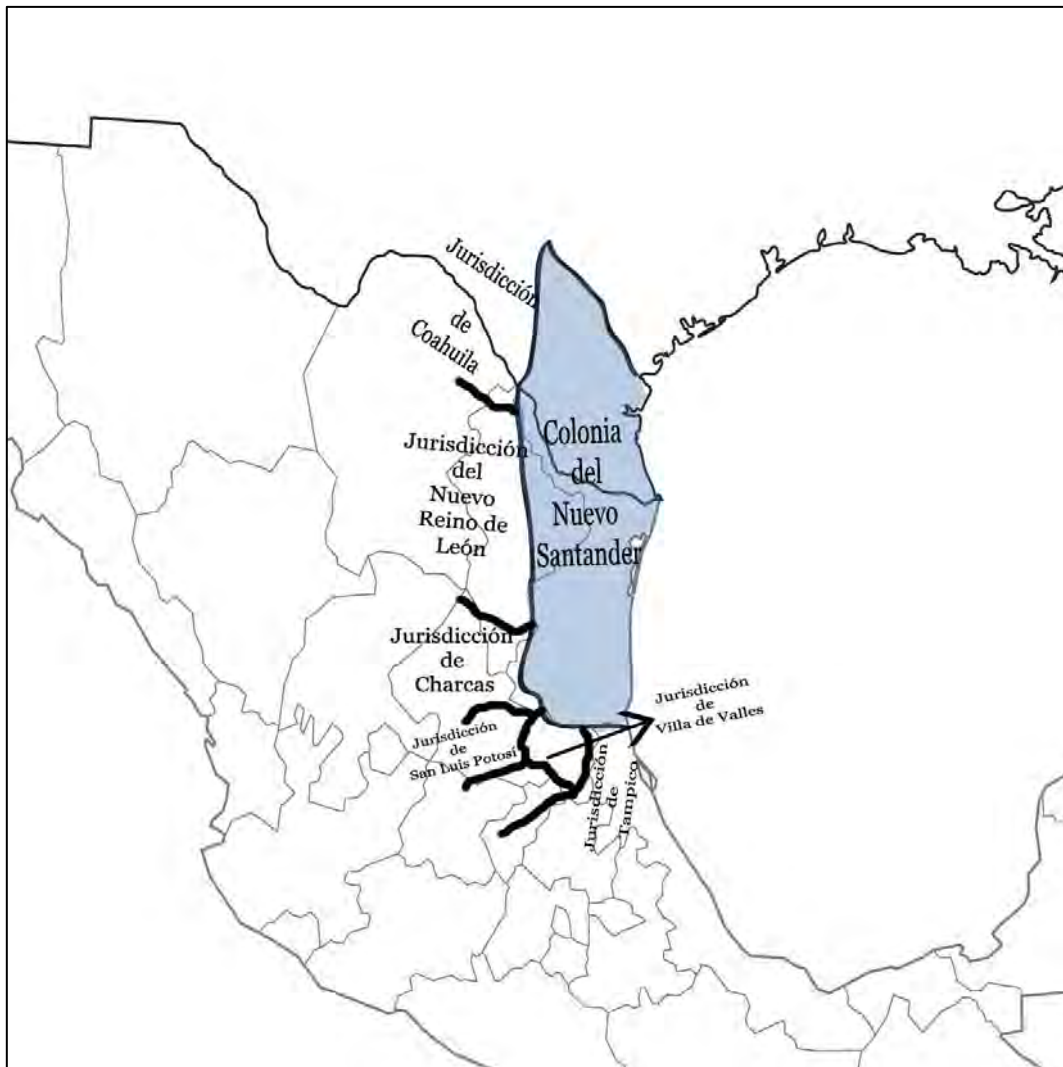 Jurisdicción
de
Coahuila
Jurisdicción
del
Nuevo
Reino de
León
Colonia
del
Nuevo
Santander
Jurisdicción
de
Charcas
Jurisdicción
de
San Luis Potosí
Jurisdicción
de
Villa de Valles
Jurisdicción
de
Tampico